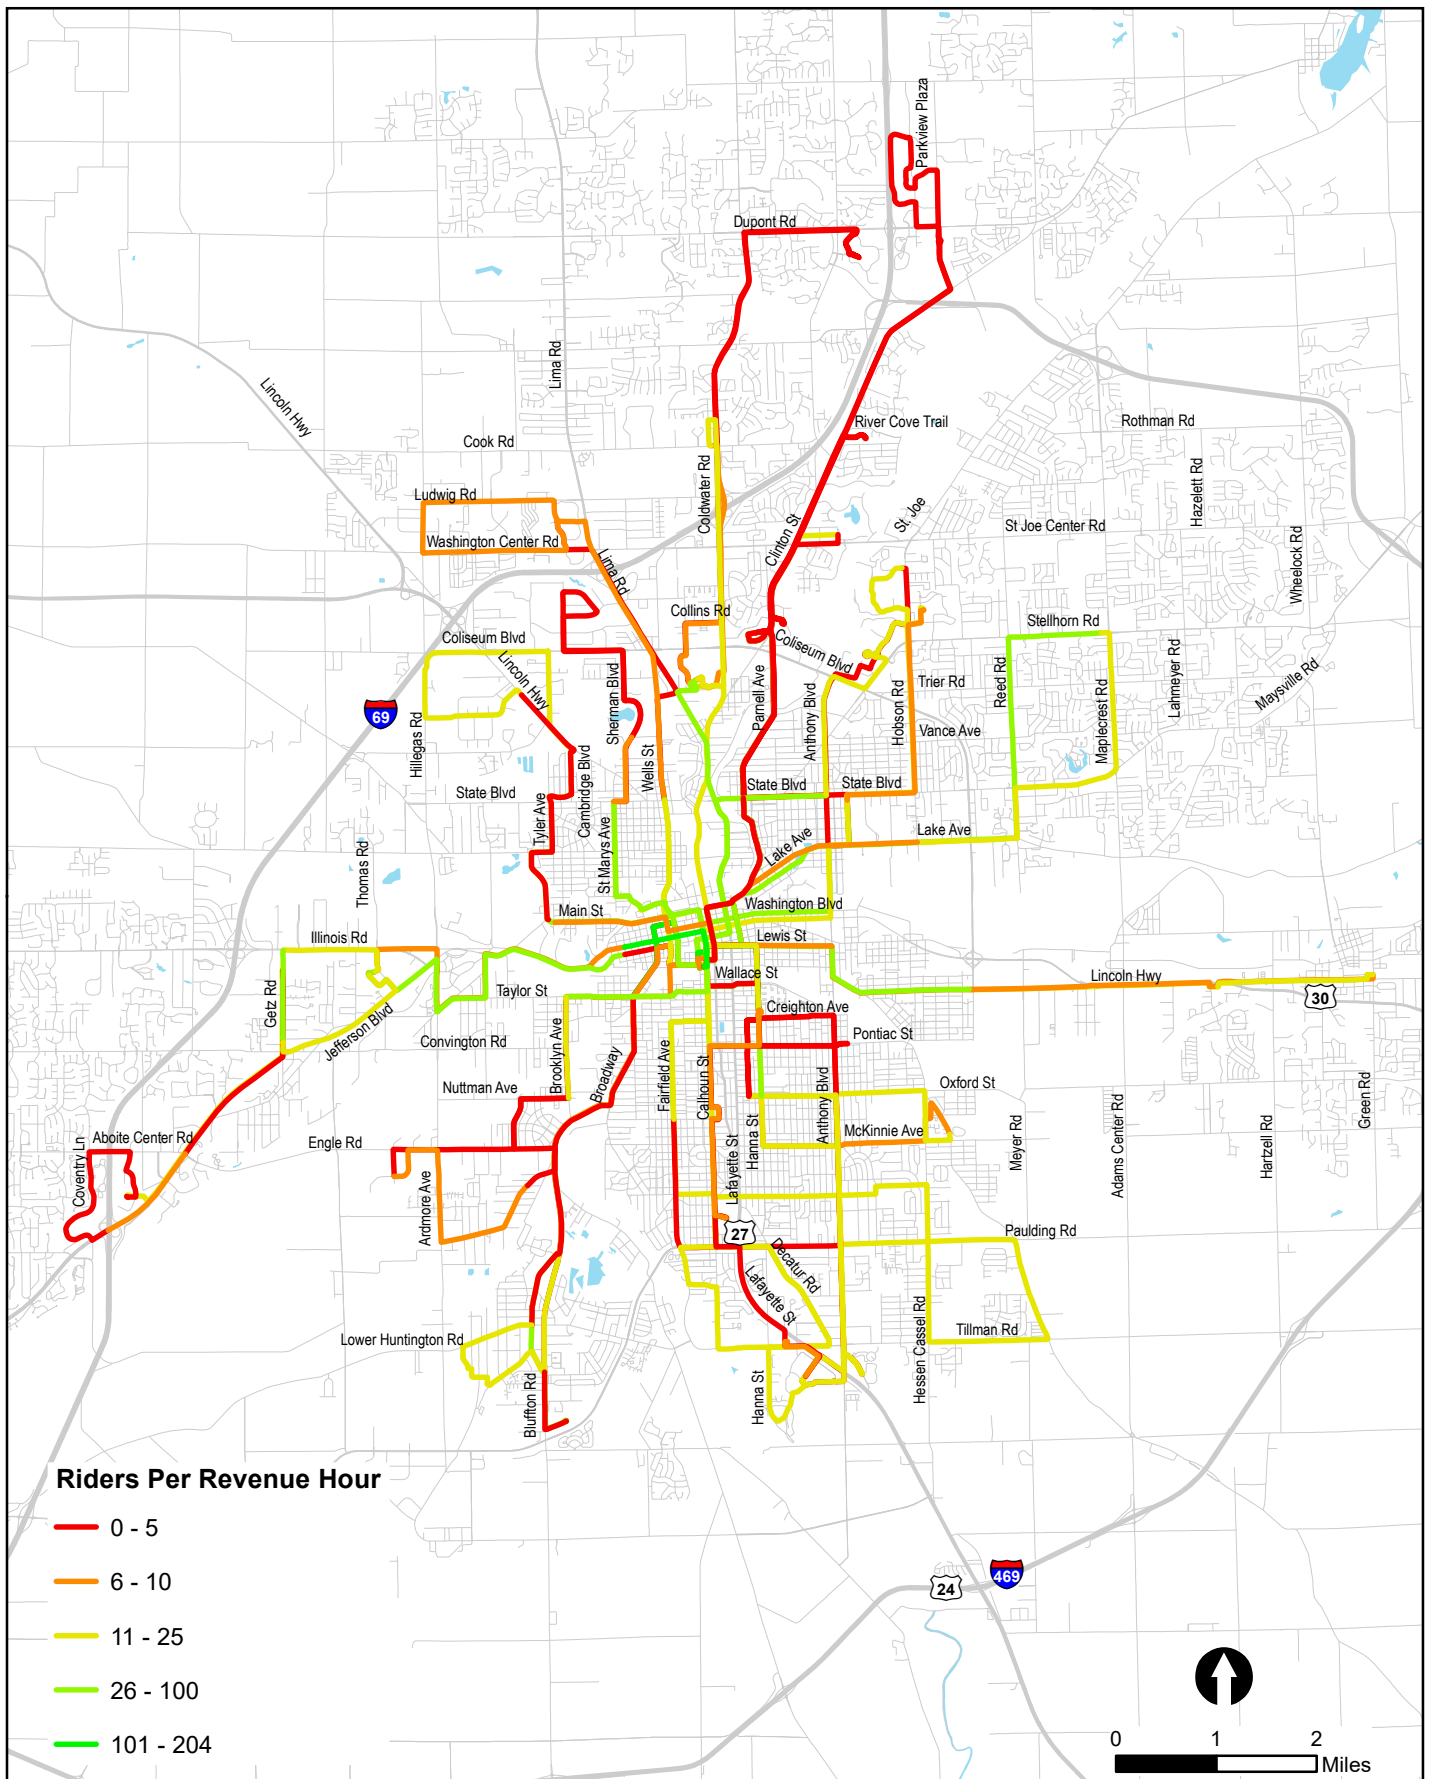 Parkview Plaza
Dupont Rd
Lima Rd
Lincoln Hwy
River Cove Trail
Rothman Rd
Cook Rd
Coldwater Rd
Hazelett Rd
Ludwig Rd
St. Joe
St Joe Center Rd
Washington Center Rd
Clinton St
Wheelock Rd
Lima Rd
Collins Rd
Stellhorn Rd
Coliseum Blvd
Coliseum Blvd
Lincoln Hwy
Sherman Blvd
Parnell Ave
Anthony Blvd
Hobson Rd
Trier Rd
Reed Rd
Maplecrest Rd
Lahmeyer Rd
Maysville Rd
69
Hillegas Rd
Vance Ave
Wells St
Cambridge Blvd
State Blvd
State Blvd
State Blvd
Tyler Ave
Thomas Rd
St Marys Ave
Lake Ave
Lake Ave
Main St
Washington Blvd
Illinois Rd
Lewis St
Wallace St
Lincoln Hwy
30
Getz Rd
Taylor St
Creighton Ave
Jefferson Blvd
Convington Rd
Brooklyn Ave
Broadway
Fairfield Ave
Calhoun St
Pontiac St
Nuttman Ave
Anthony Blvd
Oxford St
Green Rd
Coventry Ln
Aboite Center Rd
Engle Rd
Lafayette St
Hanna St
McKinnie Ave
Meyer Rd
Adams Center Rd
Hartzell Rd
Ardmore Ave
27
Paulding Rd
Decatur Rd
Lafayette St
Lower Huntington Rd
Hessen Cassel Rd
Tillman Rd
Bluffton Rd
Hanna St
Riders Per Revenue Hour
0 - 5
6 - 10
11 - 25
26 - 100
101 - 204
469
24
0 1 2
Miles